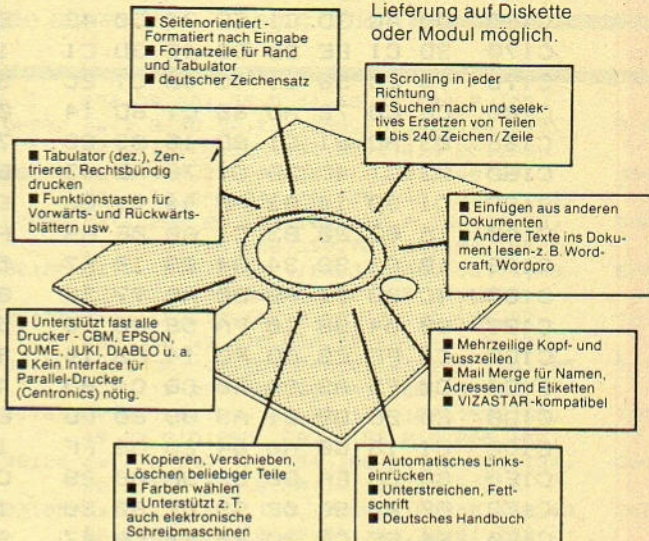 Lieferung auf Diskette
oder Modul möglich.
■ Seitenorientiert -
Formatiert nach Eingabe
■ Formatzeile für Rand
und Tabulator
■ deutscher Zeichensatz
■ Scrolling in jeder
Richtung
■ Suchen nach und selek-
tives Ersetzen von Teilen
■ bis 240 Zeichen/Zeile
■ Tabulator (dez.), Zen-
trieren, Rechtsbündig
drucken
■ Funktionstasten für
Vorwärts- und Rückwärts-
blättern usw.
■ Einfügen aus anderen
Dokumenten
■ Andere Texte ins Doku-
ment lesen-z. B. Word-
craft, Wordpro
■ Unterstützt fast alle
Drucker - CBM, EPSON,
QUME, JUKI, DIABLO u. a.
■ Kein Interface für
Parallel-Drucker
(Centronics) nötig.
■ Mehrzeilige Kopf- und
Fusszeilen
■ Mail Merge für Namen,
Adressen und Etiketten
■ VIZASTAR-kompatibel
■ Kopieren, Verschieben,
Löschen beliebiger Teile
■ Farben wählen
■ Unterstützt z. T.
auch elektronische
Schreibmaschinen
■ Automatisches Links-
einrücken
■ Unterstreichen, Fett-
schrift
■ Deutsches Handbuch